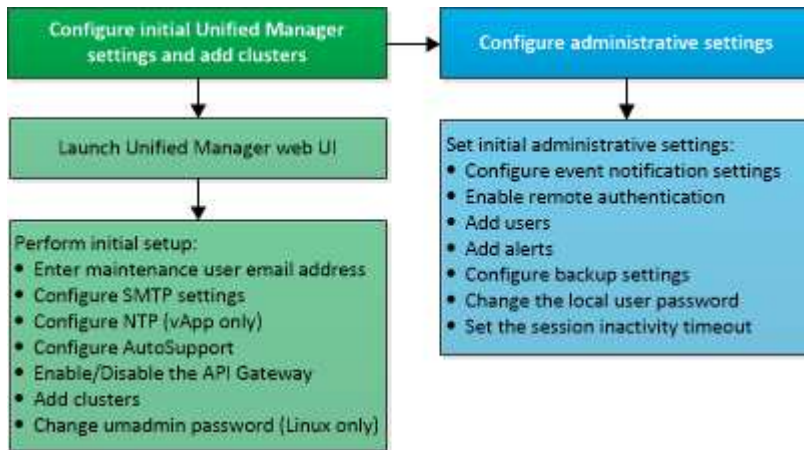 Configure initial Unified Manager
settings and add clusters
Configure administrative settings
Launch Unified Manager web UI
Perform initial setup:
• Enter maintenance user email address
• Configure SMTP settings
• Configure NTP (vApp only)
• Configure AutoSupport
• Enable/Disable the API Gateway
• Add clusters
• Change umadmin password (Linux only)
Set initial administrative settings:
• Configure event notification settings
• Enable remote authentication
• Add users
• Add alerts
• Configure backup settings
• Change the local user password
• Set the session inactivity timeout